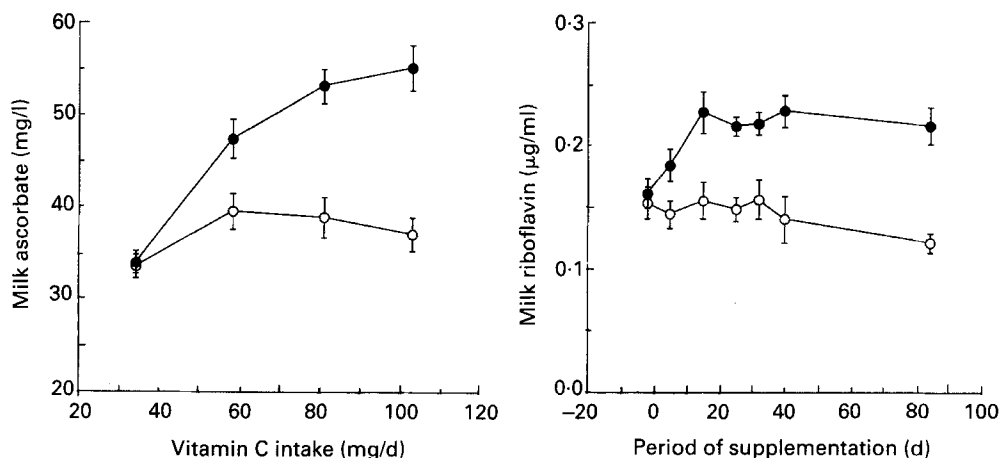 60
50
40
30
20
Milk ascorbate (mg/l)
20 40 60 80 100 120
Vitamin C intake (mg/d)
0·3
0·2
0·1
0·0
Milk riboflavin (µg/ml)
–20 0 20 40 60 80 100
Period of supplementation (d)